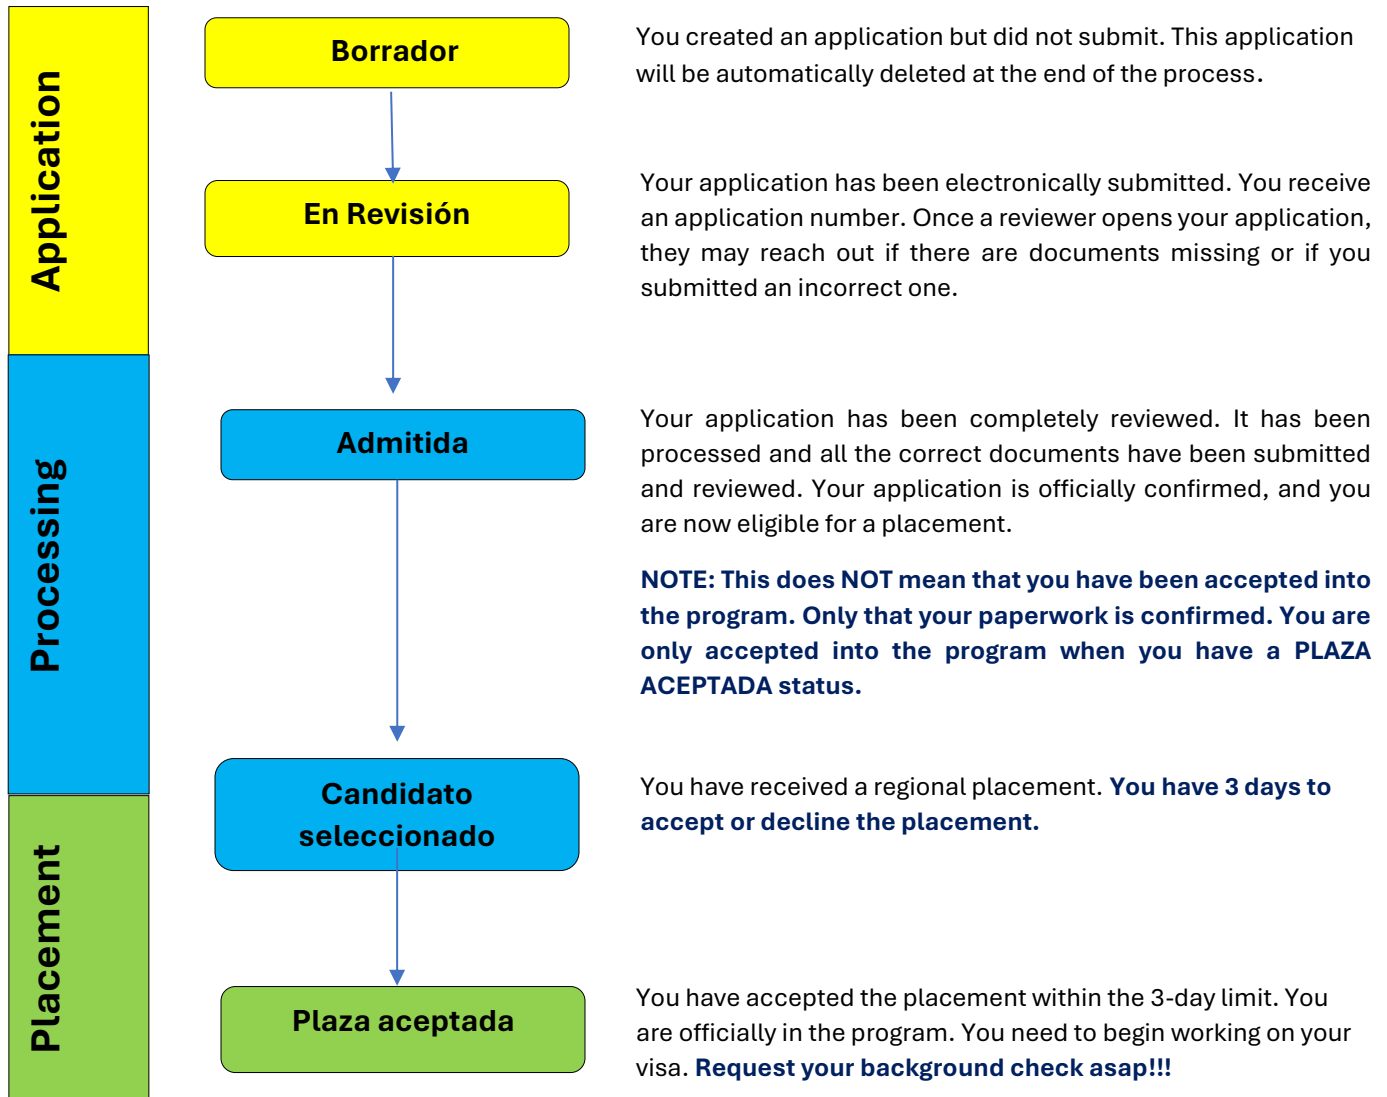 Application
Borrador
You created an application but did not submit. This application
will be automatically deleted at the end of the process.
En Revisión
Your application has been electronically submitted. You receive
an application number. Once a reviewer opens your application,
they may reach out if there are documents missing or if you
submitted an incorrect one.
Processing
Admitida
Your application has been completely reviewed. It has been
processed and all the correct documents have been submitted
and reviewed. Your application is officially confirmed, and you
are now eligible for a placement.
NOTE: This does NOT mean that you have been accepted into
the program. Only that your paperwork is confirmed. You are
only accepted into the program when you have a PLAZA
ACEPTADA status.
Candidato
seleccionado
You have received a regional placement. You have 3 days to
accept or decline the placement.
Placement
Plaza aceptada
You have accepted the placement within the 3-day limit. You
are officially in the program. You need to begin working on your
visa. Request your background check asap!!!